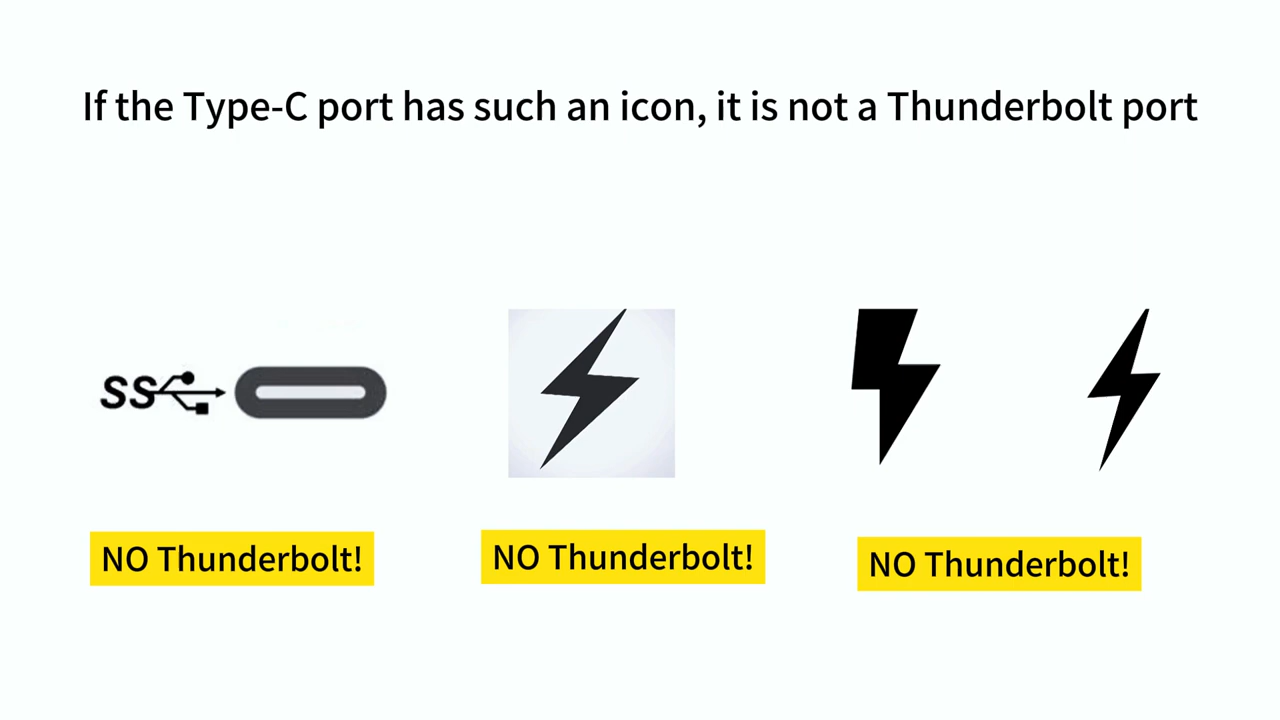 If the Type-C port has such an icon, it is not a Thunderbolt port
SS
NO Thunderbolt!
NO Thunderbolt!
NO Thunderbolt!